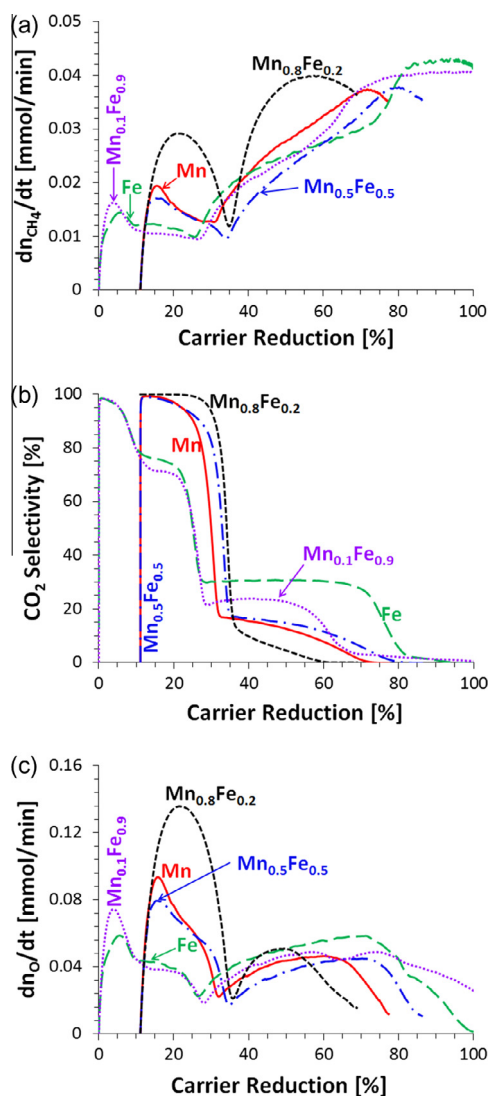 (a)
dn_CH4/dt [mmol/min]
0.05
0.04
0.03
0.02
0.01
0
Mn0.1Fe0.9
Fe
Mn
Mn0.8Fe0.2
Mn0.5Fe0.5
0 20 40 60 80 100
Carrier Reduction [%]
(b)
CO2 Selectivity [%]
100
80
60
40
20
0
Mn0.8Fe0.2
Mn
Mn0.5Fe0.5
Mn0.1Fe0.9
Fe
0 20 40 60 80 100
Carrier Reduction [%]
(c)
dnO/dt [mmol/min]
0.16
0.12
0.08
0.04
0.00
Mn0.8Fe0.2
Mn0.1Fe0.9
Mn
Mn0.5Fe0.5
Fe
0 20 40 60 80 100
Carrier Reduction [%]